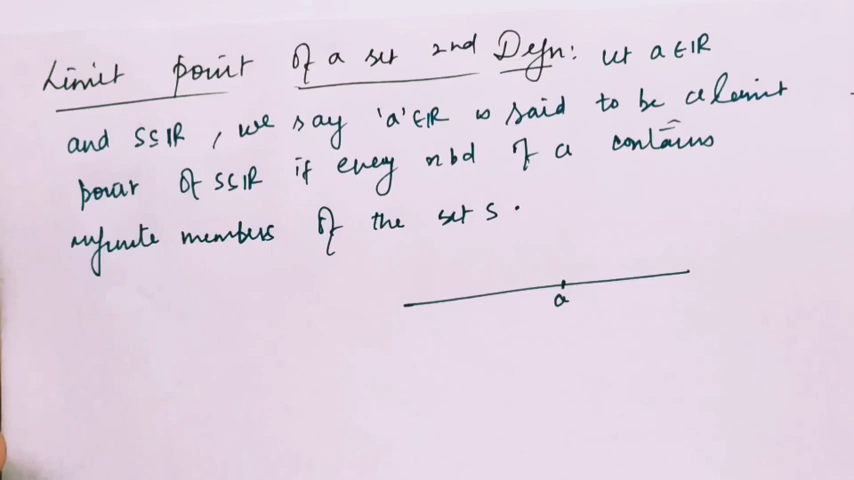 Limit point of a set 2nd Defn: let a ∈ IR
and S ⊆ IR, we say 'a' ∈ IR is said to be a limit
point of S ⊆ IR if every nbd of a contains
infinite members of the set S.
a